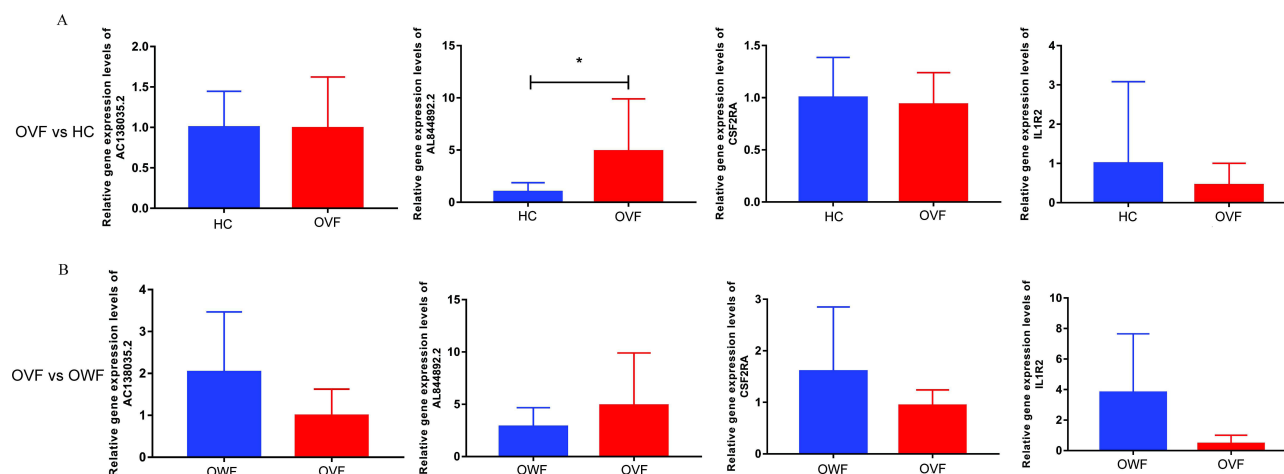 A
OVF vs HC
Relative gene expression levels of
AC138035.2
2.0
1.5
1.0
0.5
0.0
HC OVF
Relative gene expression levels of
AL844892.2
15
10
5
0
*
HC OVF
Relative gene expression levels of
CSF2RA
1.5
1.0
0.5
0.0
HC OVF
Relative gene expression levels of
IL1R2
4
3
2
1
0
HC OVF
B
OVF vs OWF
Relative gene expression levels of
AC138035.2
4
3
2
1
0
OWF OVF
Relative gene expression levels of
AL844892.2
15
10
5
0
OWF OVF
Relative gene expression levels of
CSF2RA
3
2
1
0
OWF OVF
Relative gene expression levels of
IL1R2
10
8
6
4
2
0
OWF OVF